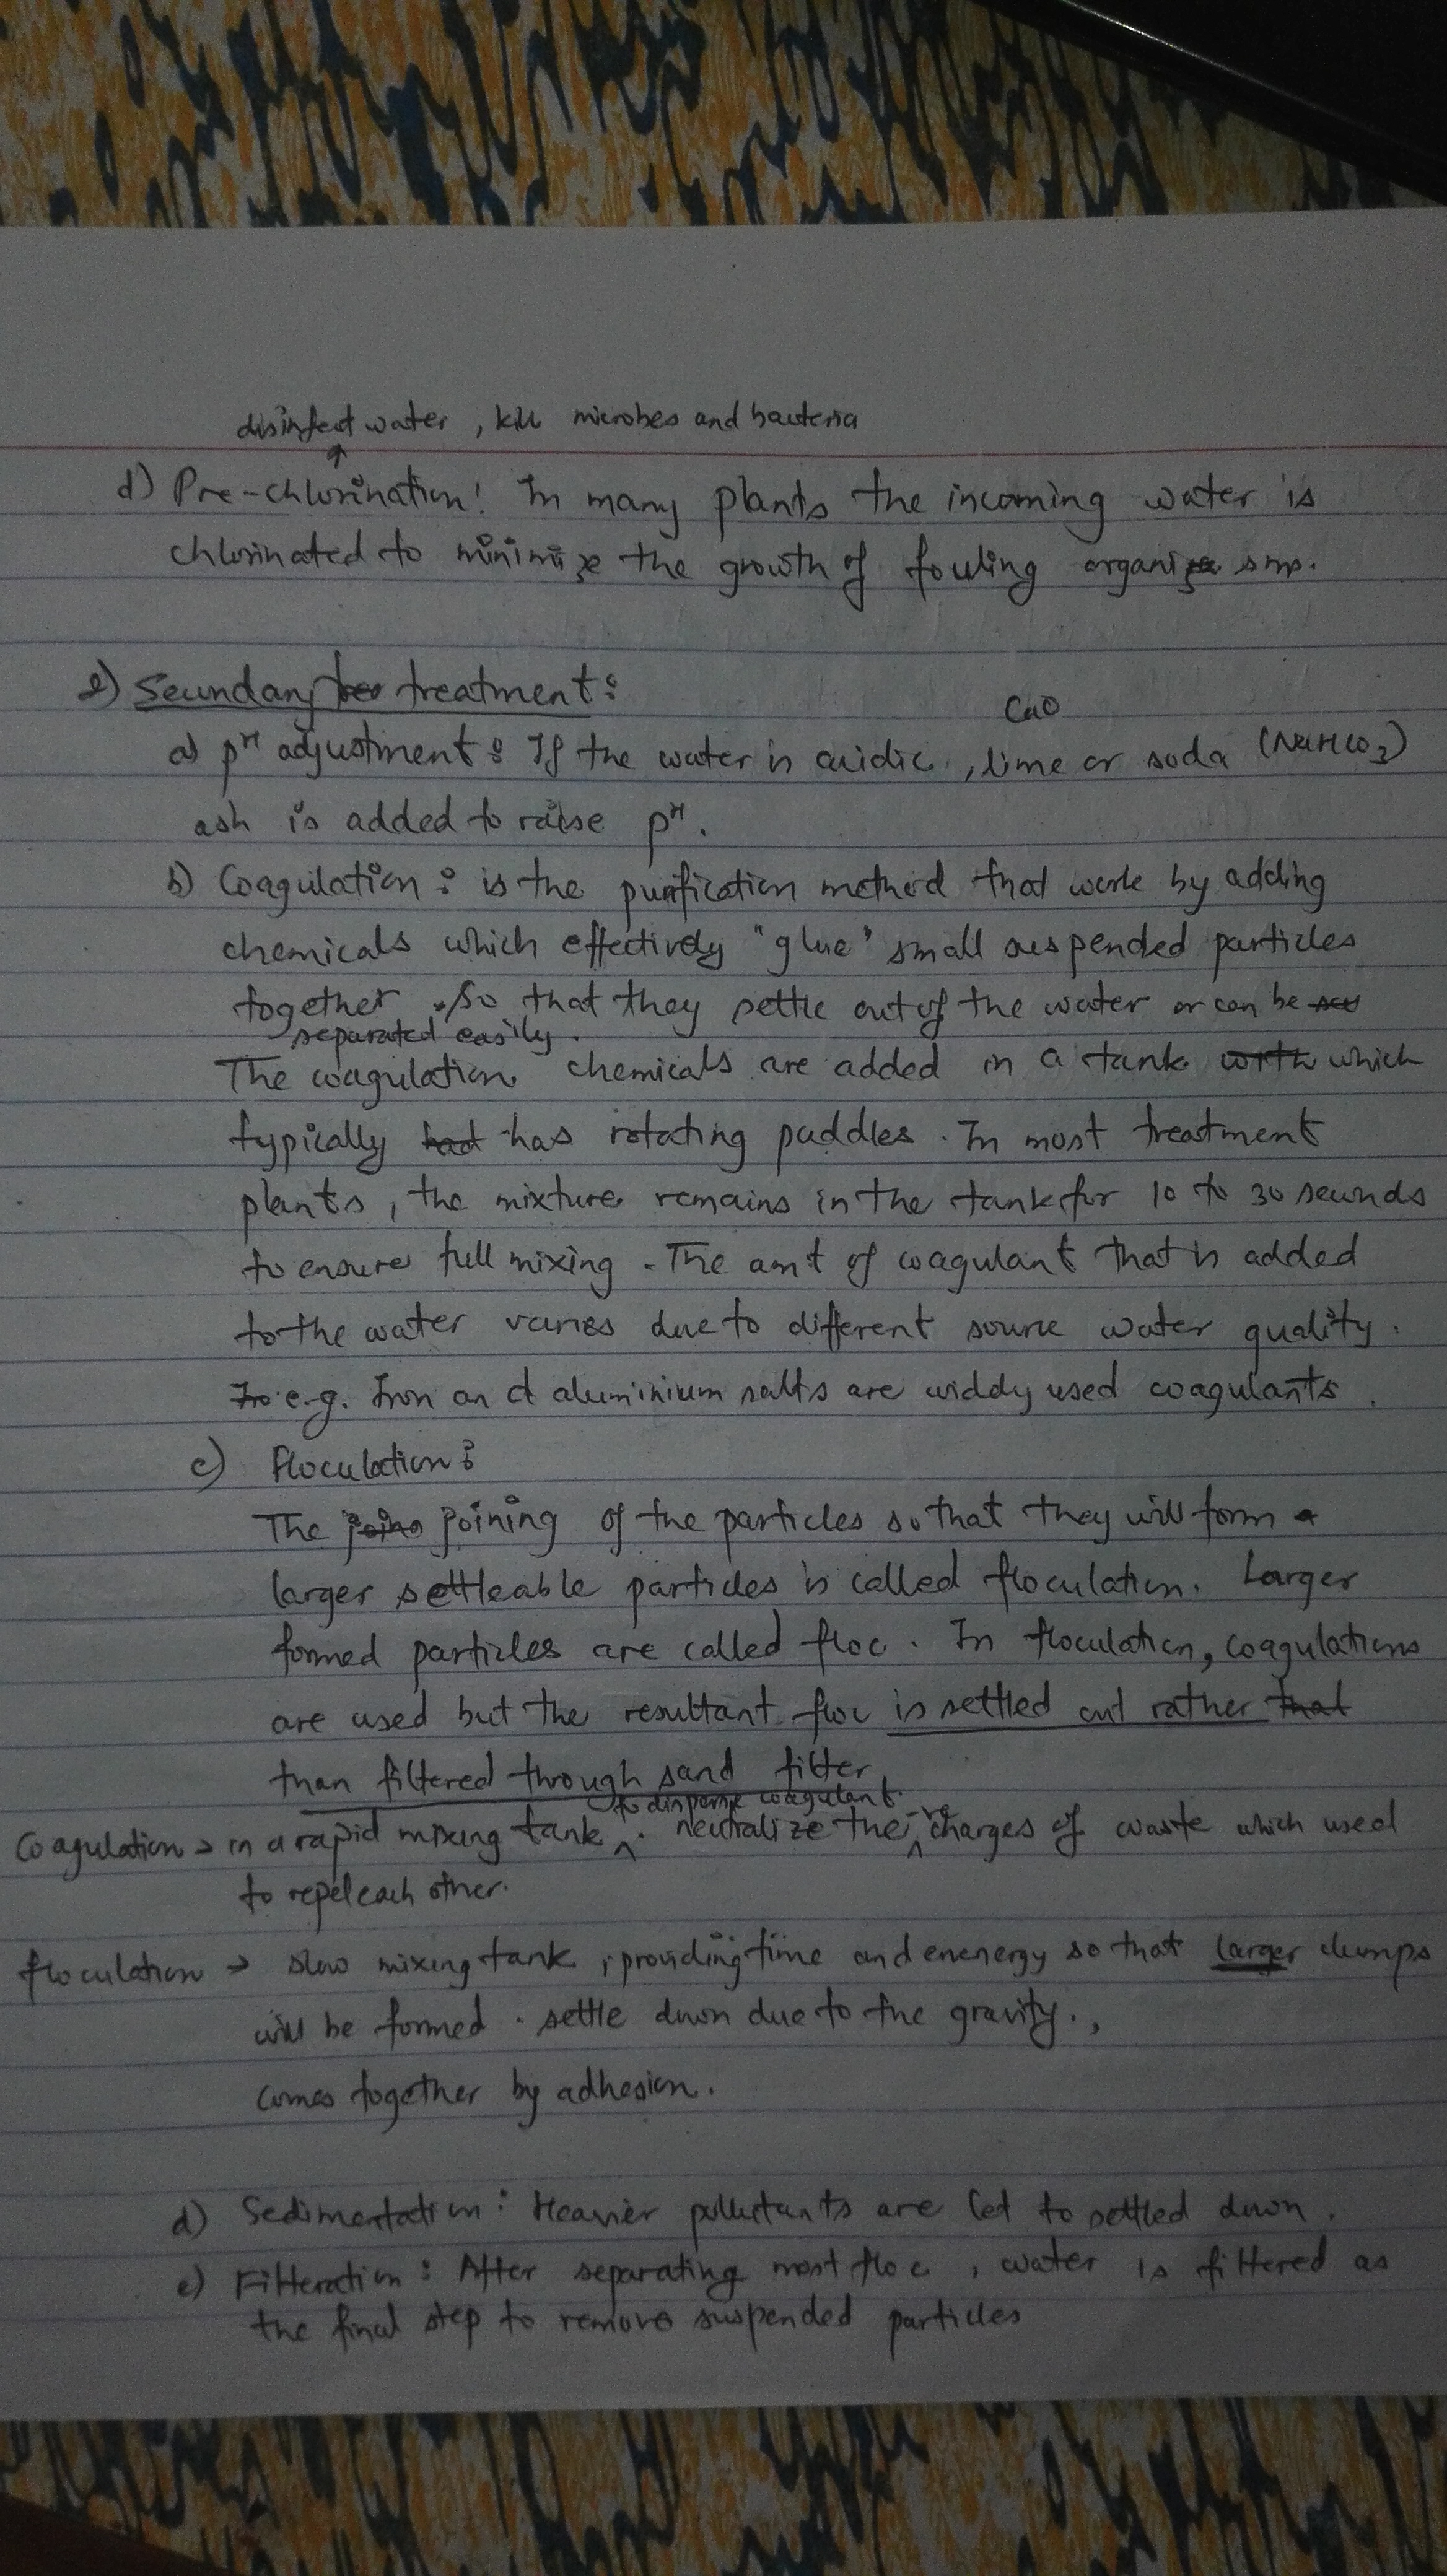 disinfect water, kill microbes and bacteria
d) Pre-chlorination: In many plants the incoming water is
chlorinated to minimize the growth of fouling organisms.
2) Secondary treatment:
CaO
a) pH adjustment: If the water is acidic, lime or soda (NaHCO3)
ash is added to raise pH.
b) Coagulation: is the purification method that work by adding
chemicals which effectively "glue" small suspended particles
together. So that they settle out of the water or can be
separated easily.
The coagulation chemicals are added in a tank which
typically has rotating paddles. In most treatment
plants, the mixture remains in the tank for 10 to 30 seconds
to ensure full mixing. The amt of coagulant that is added
to the water varies due to different source water quality.
e.g. Iron and aluminium salts are widely used coagulants.
c) Floculation:
The joining of the particles so that they will form a
larger settleable particles is called floculation. Larger
formed particles are called floc. In floculation, coagulations
are used but the resultant floc is settled out rather
than filtered through sand filter.
to disperse coagulant. -ve
Coagulation → in a rapid mixing tank. neutralize the charges of waste which used
to repel each other.
floculation → slow mixing tank, providing time and enenergy so that larger clumps
will be formed. settle down due to the gravity.,
comes together by adhesion.
d) Sedimentation: Heavier pollutants are let to settled down.
e) Filteration: After separating most floc, water is filtered as
the final step to remove suspended particles